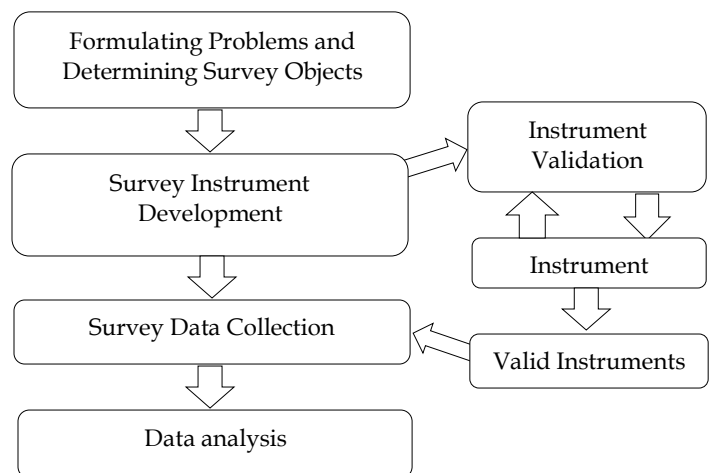 Formulating Problems and
Determining Survey Objects
Survey Instrument
Development
Instrument
Validation
Instrument
Survey Data Collection
Valid Instruments
Data analysis